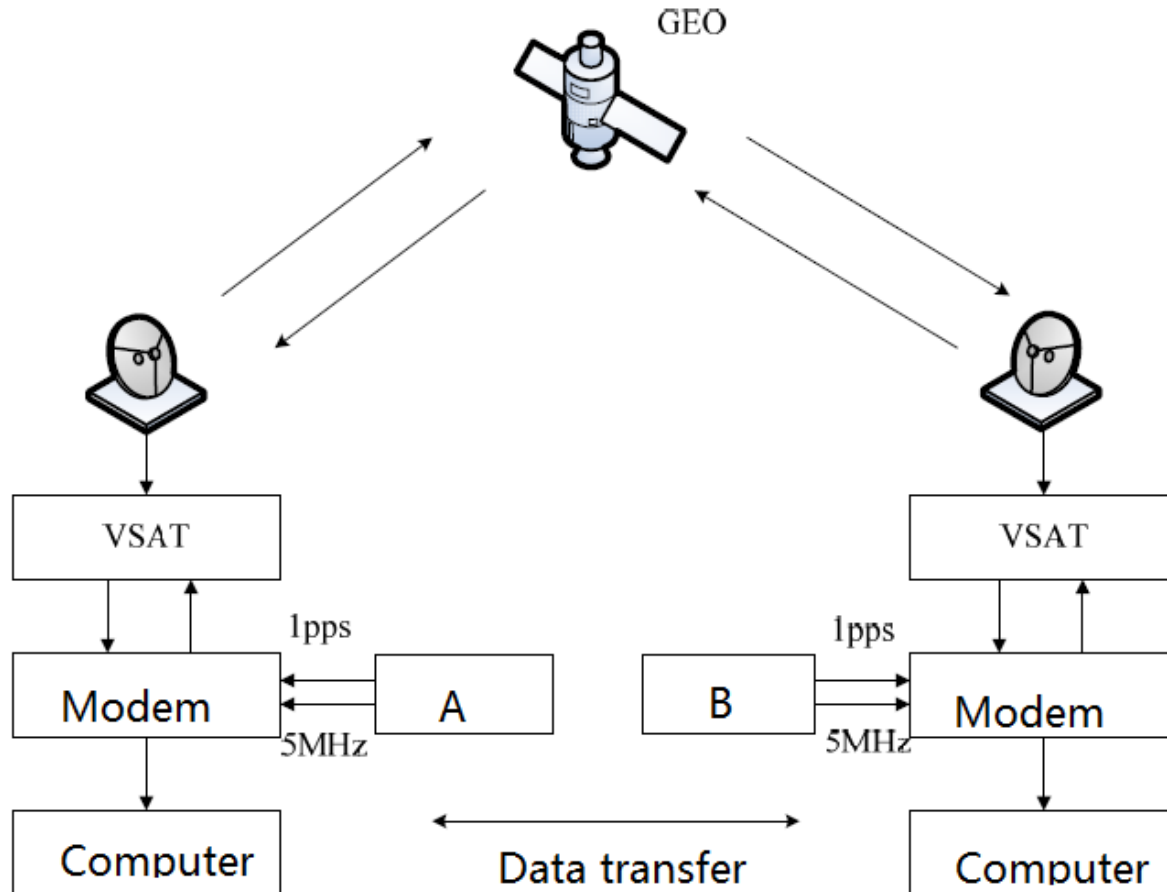 GEO
VSAT
VSAT
1pps
1pps
Modem
A
B
Modem
5MHz
5MHz
Computer
Data transfer
Computer